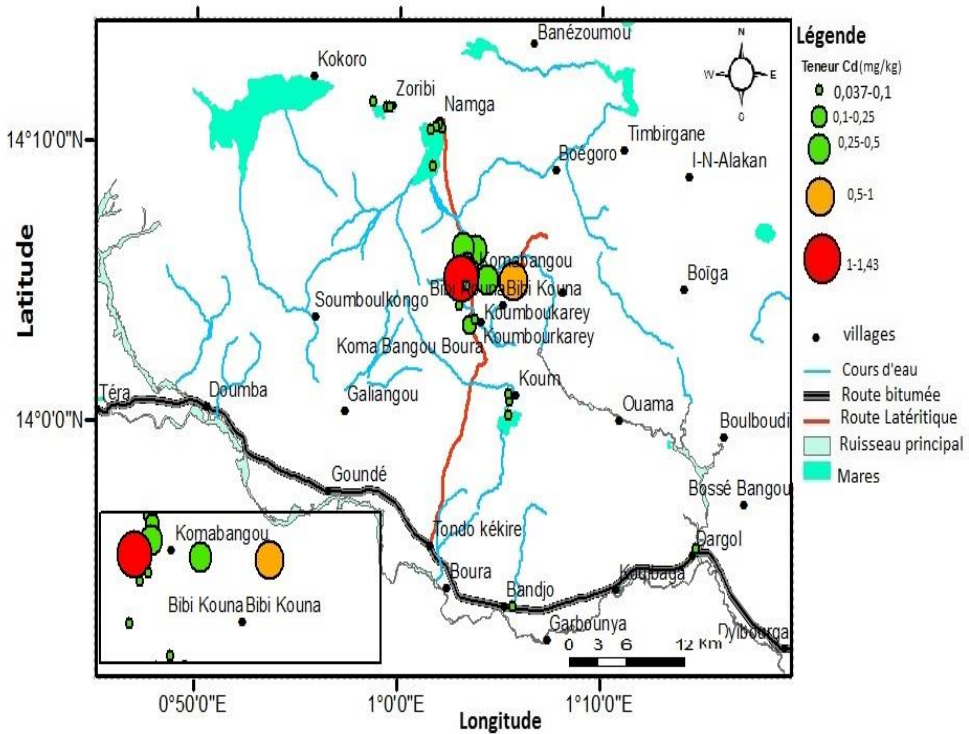 Légende
Teneur Cd (mg/kg)
0,037-0,1
0,1-0,25
0,25-0,5
0,5-1
1-1,43
villages
Cours d'eau
Route bitumée
Route Latéritique
Ruisseau principal
Mares
N
W
E
O
Banézoumou
Kokoro
Zoribi
Namga
14°10'0"N
Timbirgane
Boëgoro
I-N-Alakan
Komabangou
Boïga
Bibi Kouna
Bibi Kouna
Soumboulkongo
Koumboukarey
Koumbourkarey
Koma Bangou Boura
Koum
Téra
Doumba
Galiangou
14°0'0"N
Ouama
Boulboudi
Goundé
Bossé Bangou
Tondo kékire
Dargol
Boura
Bandjo
Garbounya
Komabangou
Bibi Kouna
Bibi Kouna
0 3 6 12 Km
0°50'0"E
1°0'0"E
1°10'0"E
Latitude
Longitude